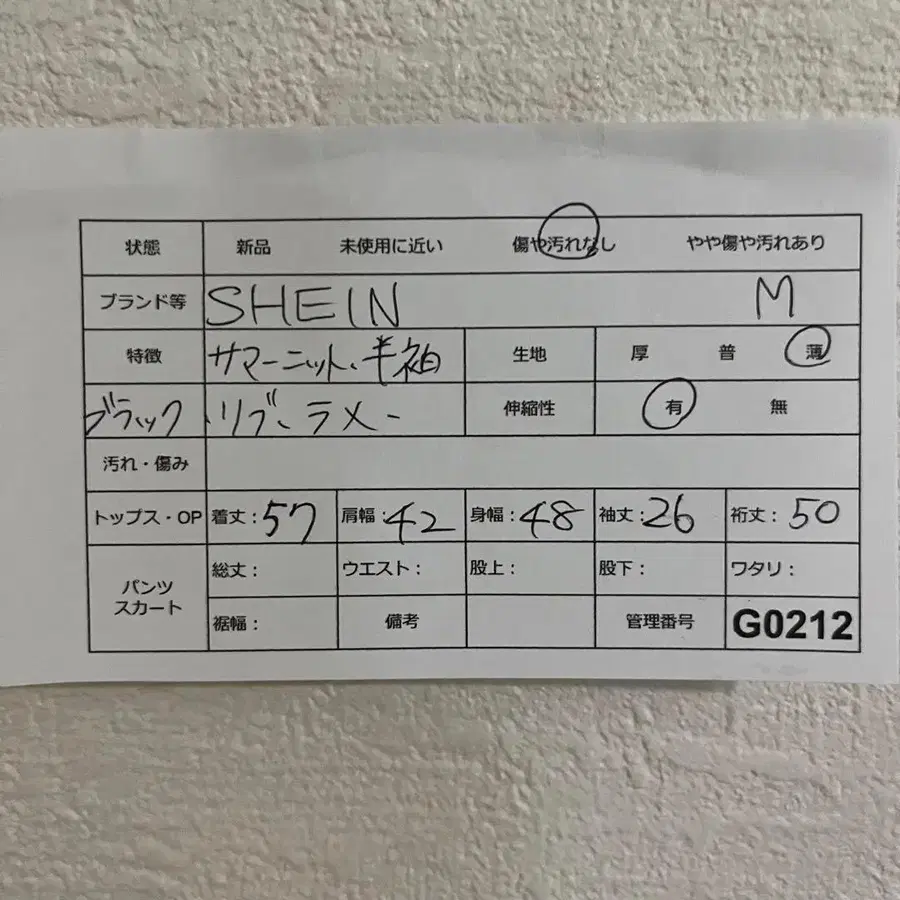 状態 新品 未使用に近い 傷や汚れなし やや傷や汚れあり
ブランド等 SHEIN M
特徴 サマーニット、半袖 生地 厚 普 薄
ブラック 、リブ、ラメー 伸縮性 有 無
汚れ・傷み
トップス・OP 着丈：57 肩幅：42 身幅：48 袖丈：26 裄丈：50
パンツ スカート 総丈： ウエスト： 股上： 股下： ワタリ：
裾幅： 備考 管理番号 G0212